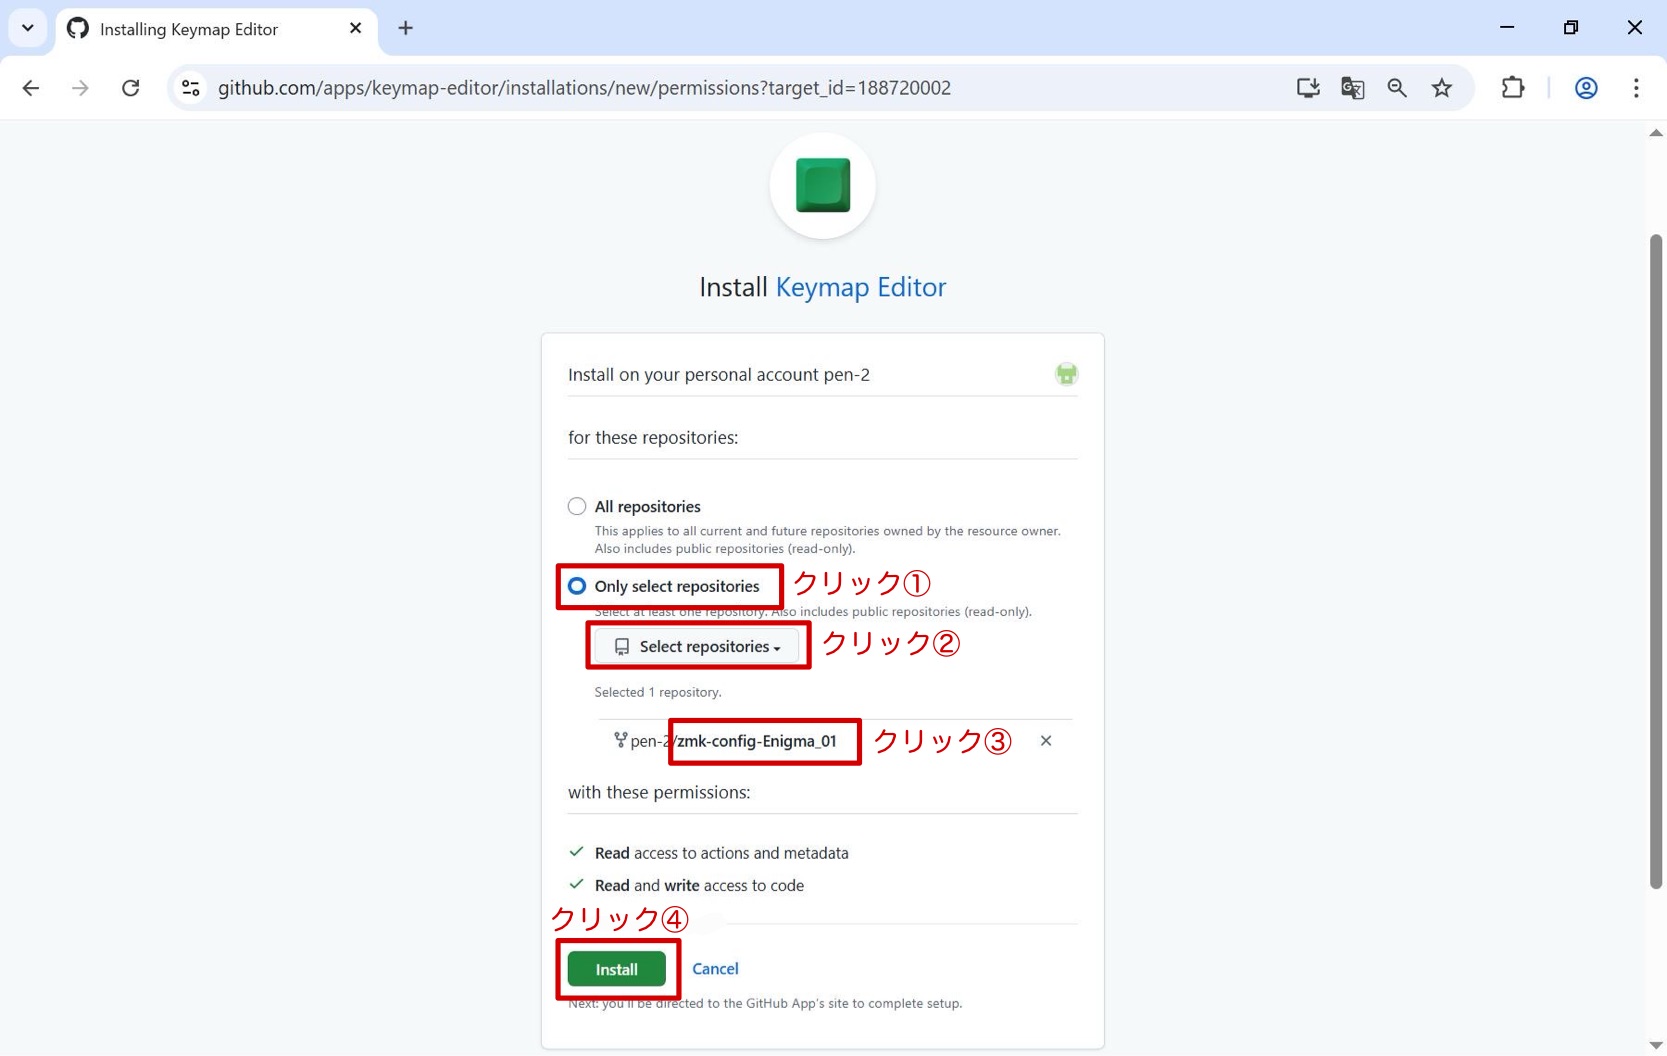 Installing Keymap Editor
github.com/apps/keymap-editor/installations/new/permissions?target_id=188720002
Install Keymap Editor
Install on your personal account pen-2
for these repositories:
All repositories
This applies to all current and future repositories owned by the resource owner.
Also includes public repositories (read-only).
Only select repositories クリック①
Select at least one repository. Also includes public repositories (read-only).
Select repositories クリック②
Selected 1 repository.
pen-2/zmk-config-Enigma_01 クリック③
with these permissions:
Read access to actions and metadata
Read and write access to code
クリック④
Install Cancel
Next: you'll be directed to the GitHub App's site to complete setup.